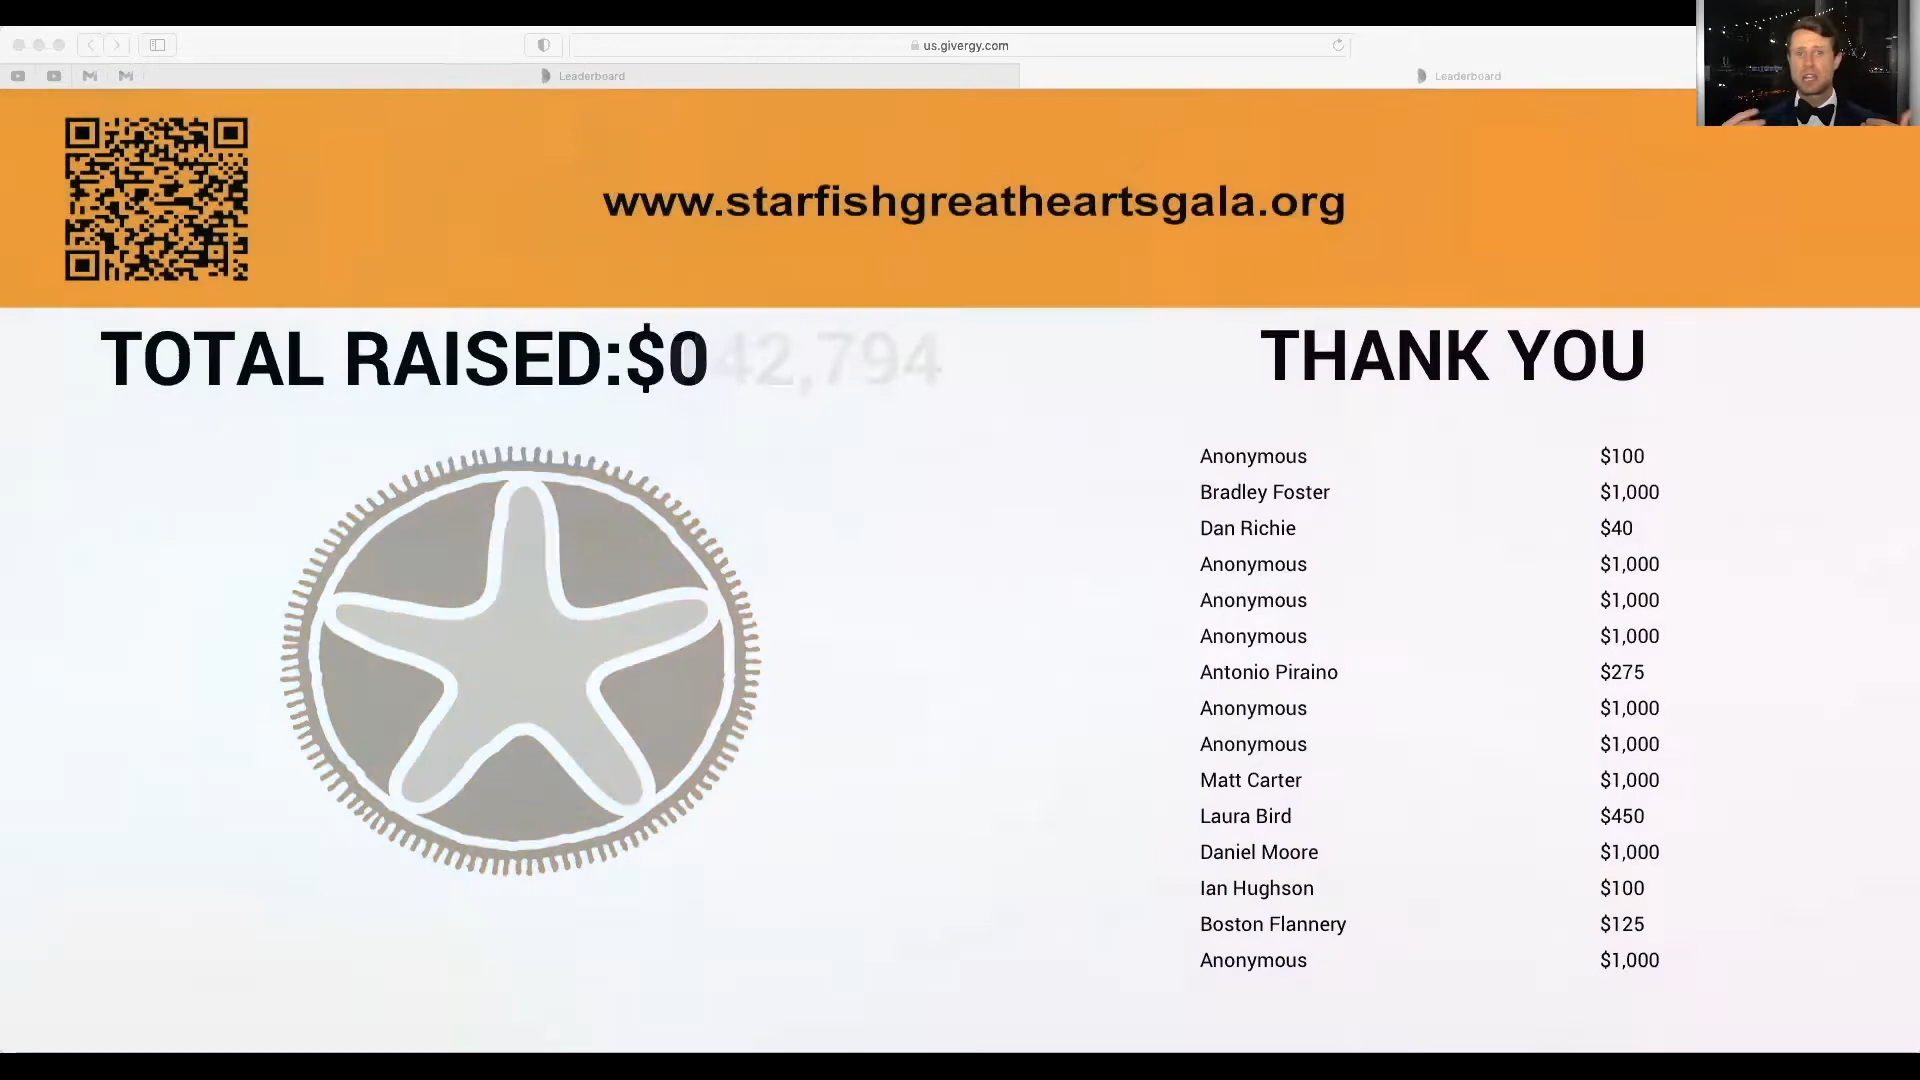 us.givergy.com
Leaderboard
Leaderboard
www.starfishgreatheartsgala.org
TOTAL RAISED:$0
42,794
THANK YOU
Anonymous $100
Bradley Foster $1,000
Dan Richie $40
Anonymous $1,000
Anonymous $1,000
Anonymous $1,000
Antonio Piraino $275
Anonymous $1,000
Anonymous $1,000
Matt Carter $1,000
Laura Bird $450
Daniel Moore $1,000
Ian Hughson $100
Boston Flannery $125
Anonymous $1,000